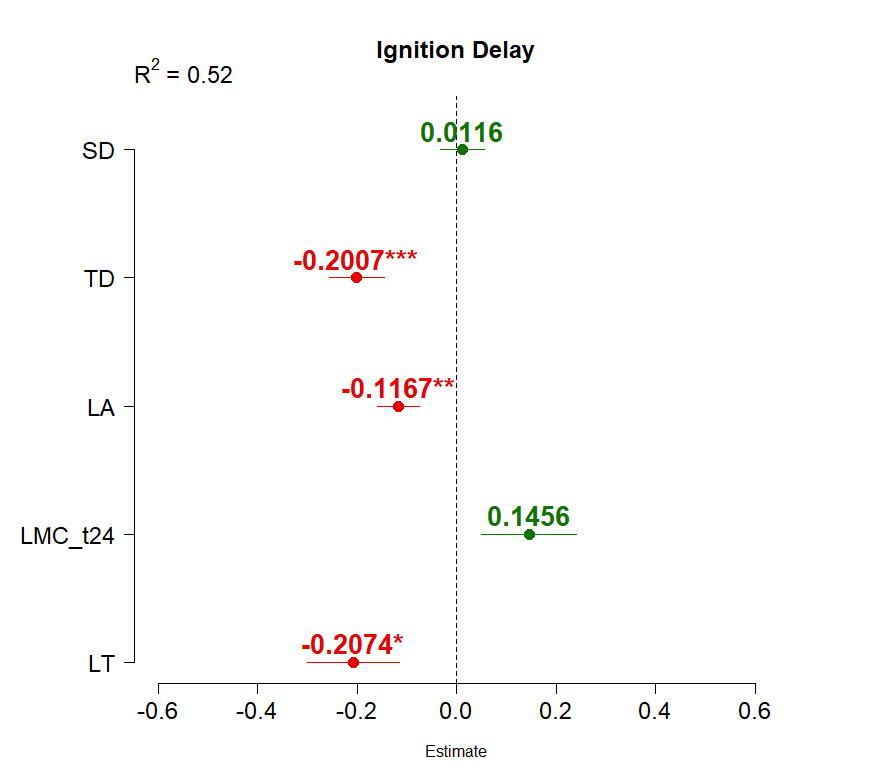 Ignition Delay
R² = 0.52
SD
0.0116
TD
-0.2007***
LA
-0.1167**
LMC_t24
0.1456
LT
-0.2074*
-0.6 -0.4 -0.2 0.0 0.2 0.4 0.6
Estimate